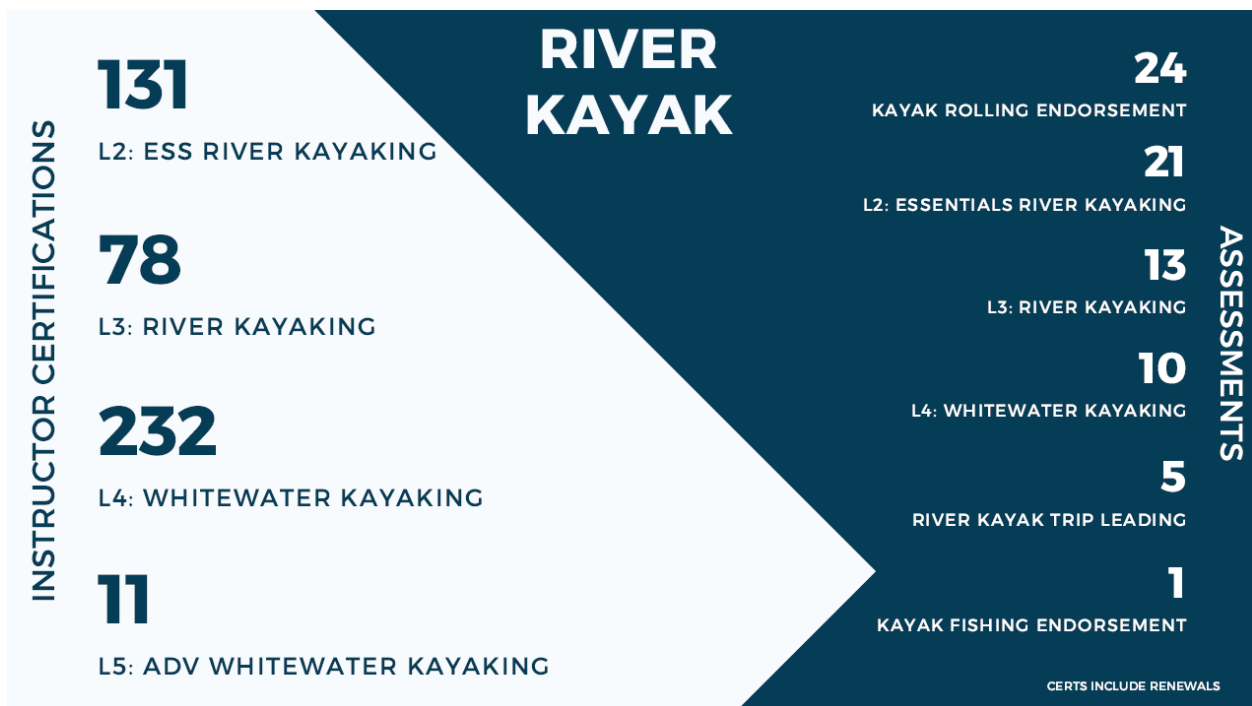 RIVER
KAYAK
INSTRUCTOR CERTIFICATIONS
131
L2: ESS RIVER KAYAKING
78
L3: RIVER KAYAKING
232
L4: WHITEWATER KAYAKING
11
L5: ADV WHITEWATER KAYAKING
ASSESSMENTS
24
KAYAK ROLLING ENDORSEMENT
21
L2: ESSENTIALS RIVER KAYAKING
13
L3: RIVER KAYAKING
10
L4: WHITEWATER KAYAKING
5
RIVER KAYAK TRIP LEADING
1
KAYAK FISHING ENDORSEMENT
CERTS INCLUDE RENEWALS